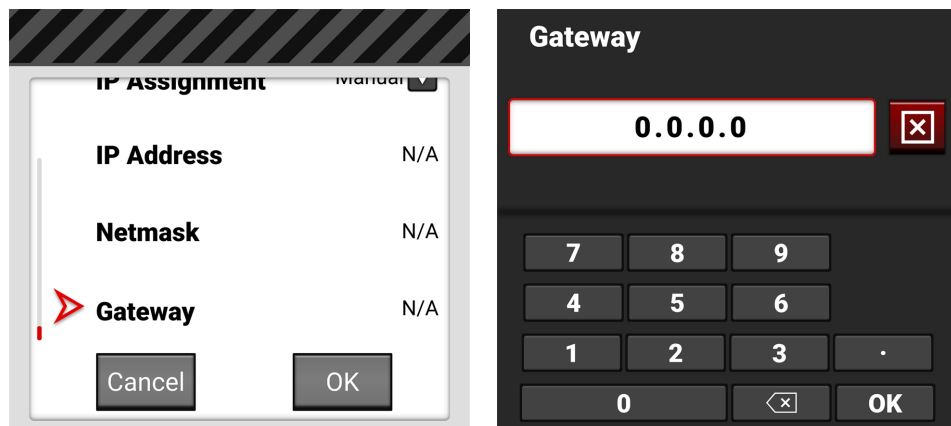 IP Assignment Manual
IP Address N/A
Netmask N/A
Gateway N/A
Cancel OK
Gateway
0.0.0.0
7 8 9
4 5 6
1 2 3 .
0 OK